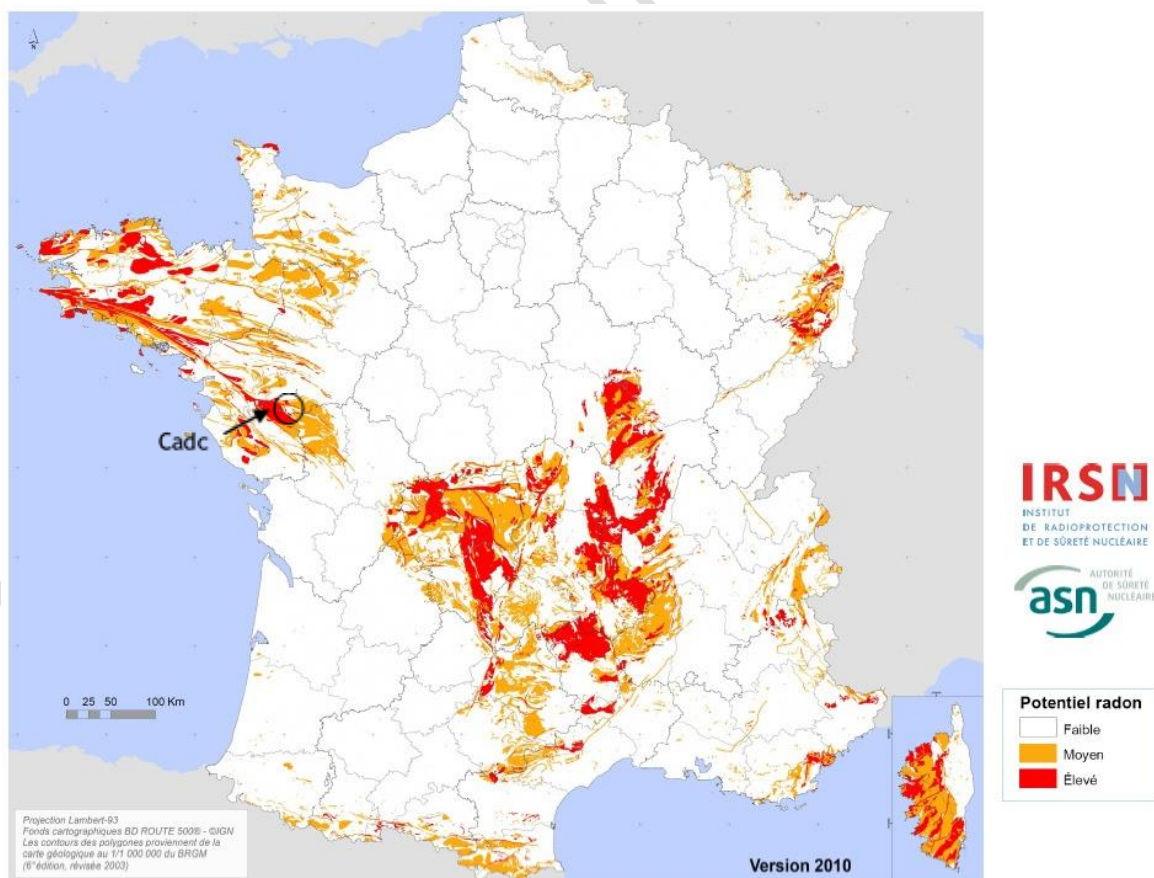 N
Cadc
0 25 50 100 Km
Projection Lambert-93
Fonds cartographiques BD ROUTE 500® - ©IGN
Les contours des polygones proviennent de la
carte géologique au 1/1 000 000 du BRGM
(6°édition, révisée 2003)
Version 2010
IRSN
INSTITUT
DE RADIOPROTECTION
ET DE SÛRETÉ NUCLÉAIRE
asn
AUTORITÉ
DE SÛRETÉ
NUCLÉAIRE
Potentiel radon
Faible
Moyen
Élevé